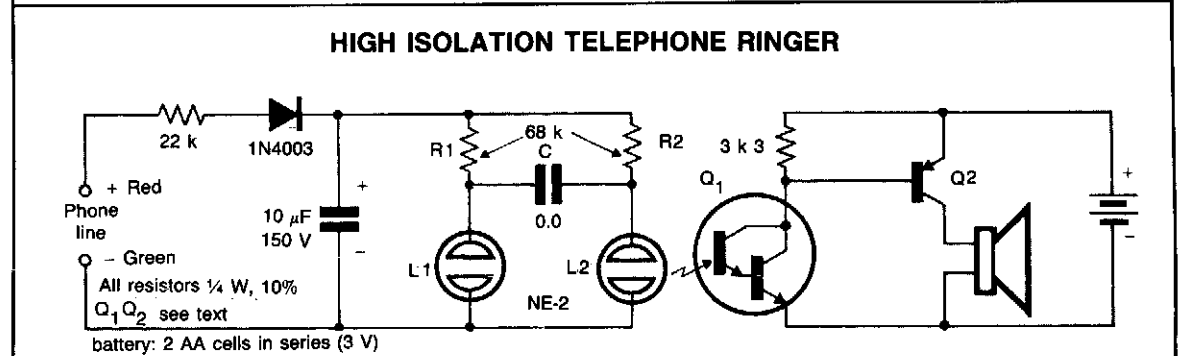 HIGH ISOLATION TELEPHONE RINGER
22 k
1N4003
R1
68 k
C
R2
3 k 3
Q1
Q2
+ Red
Phone
line
+
10 µF
150 V
−
0.0
+
−
− Green
L1
L2
NE-2
All resistors ¼ W, 10%
Q1Q2 see text
battery: 2 AA cells in series (3 V)